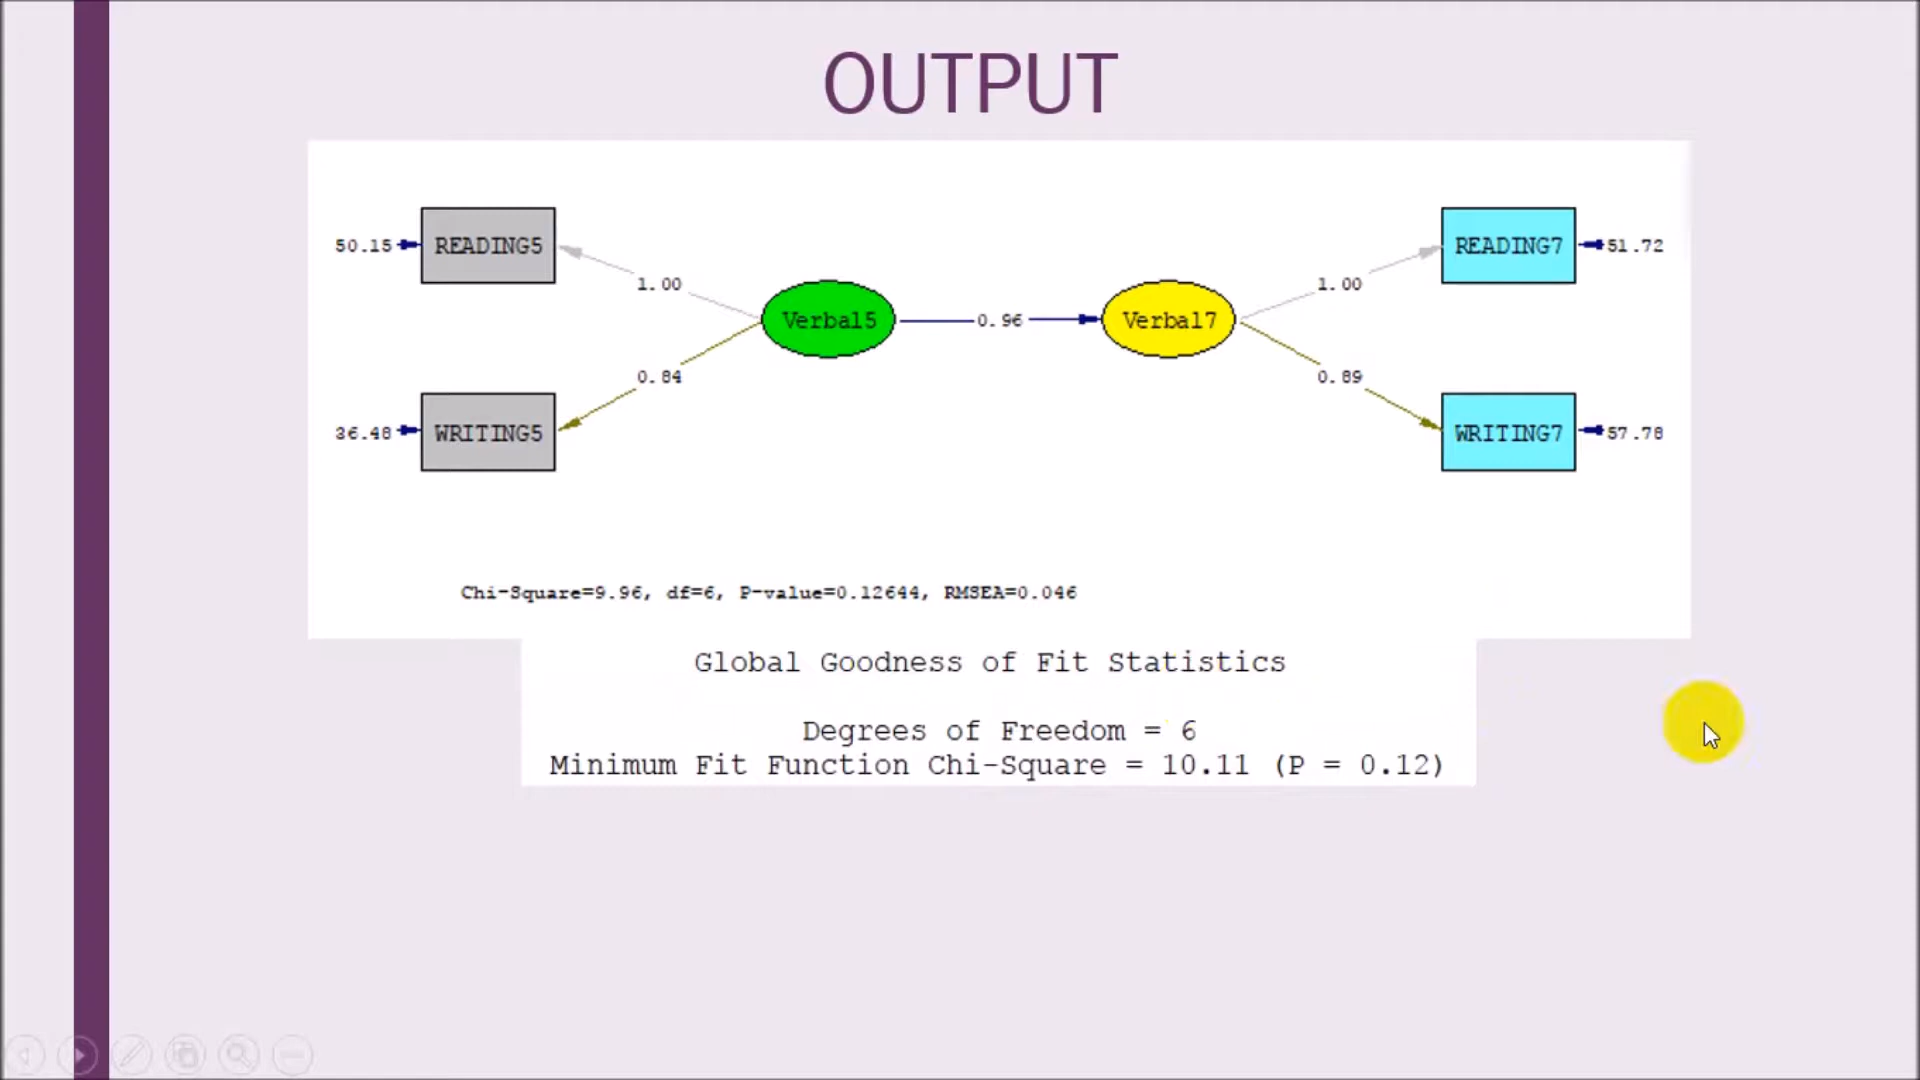 OUTPUT
50.15 READING5 READING7 51.72
1.00 1.00
Verbal5 0.96 Verbal7
0.84 0.89
36.48 WRITING5 WRITING7 57.78
Chi-Square=9.96, df=6, P-value=0.12644, RMSEA=0.046
Global Goodness of Fit Statistics
Degrees of Freedom = 6
Minimum Fit Function Chi-Square = 10.11 (P = 0.12)